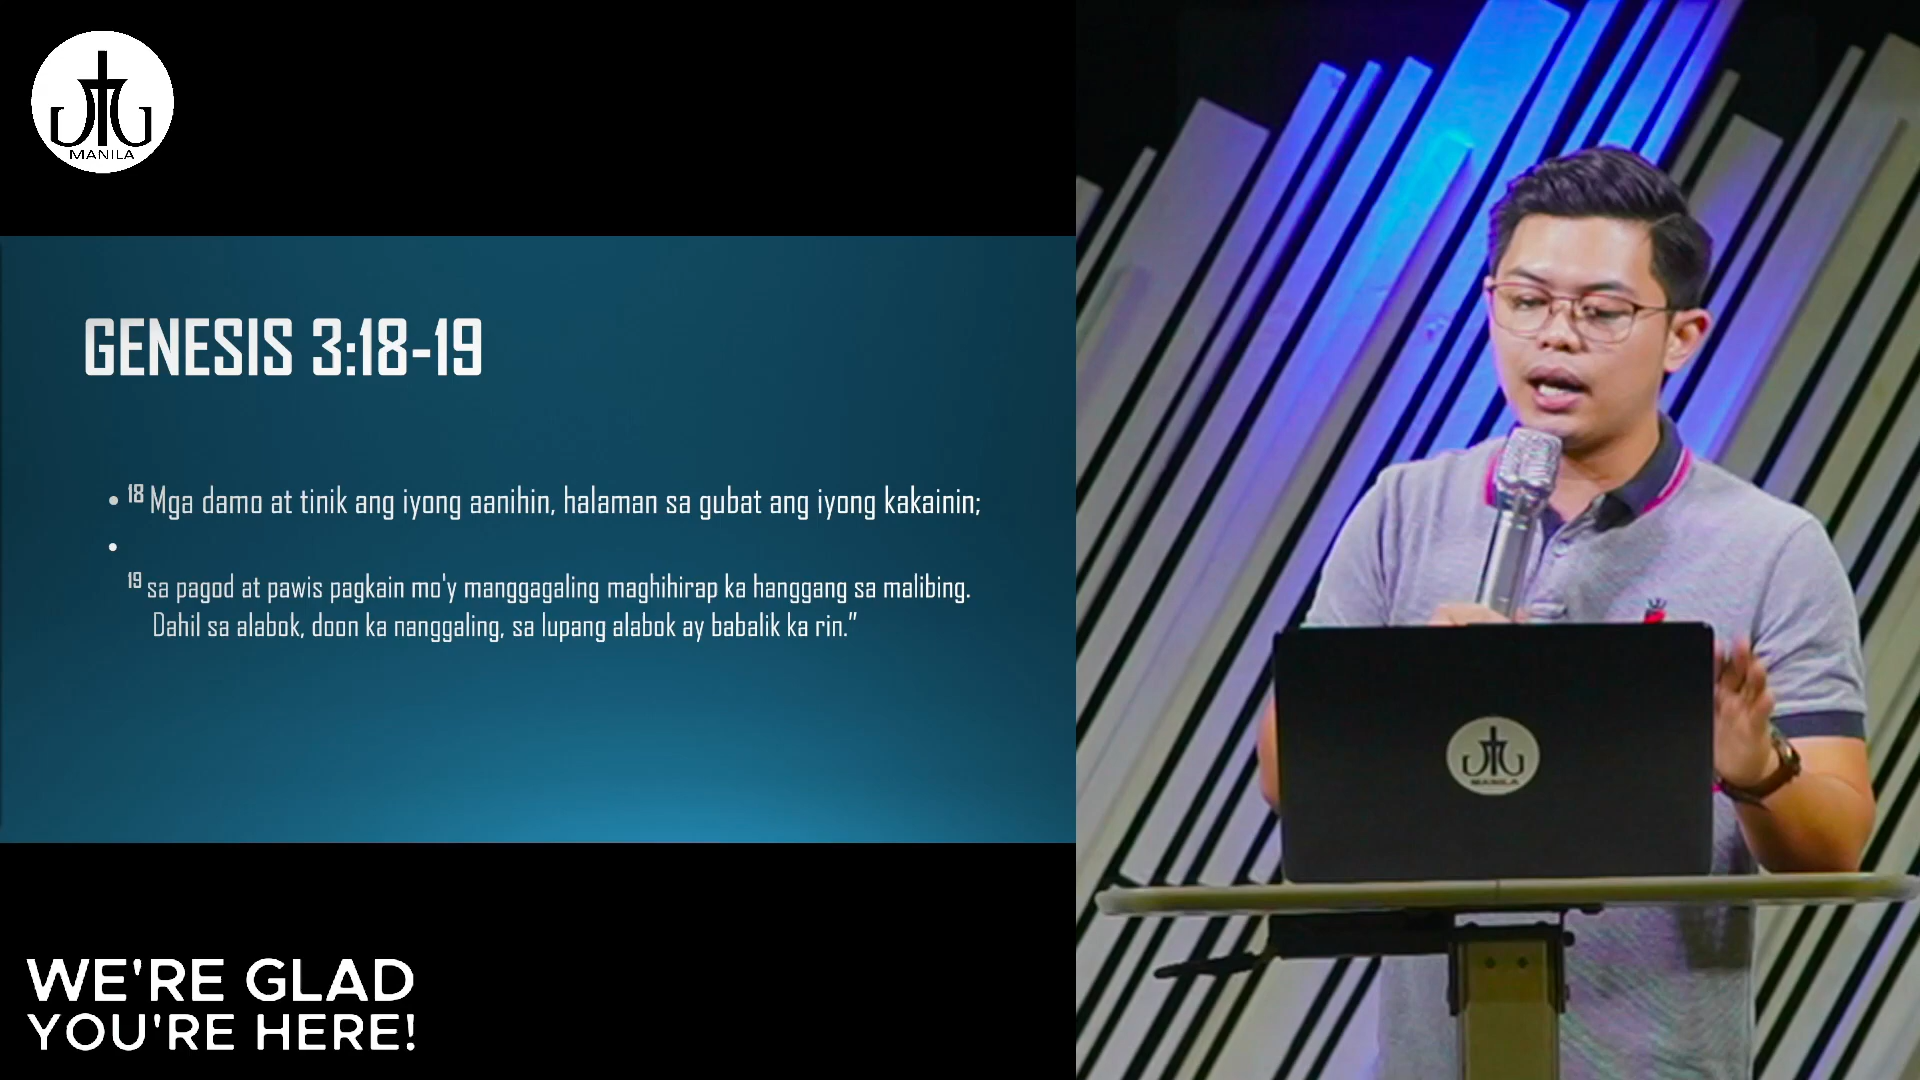 MANILA
GENESIS 3:18-19
• 18 Mga damo at tinik ang iyong aanihin, halaman sa gubat ang iyong kakainin;
•
19 sa pagod at pawis pagkain mo'y manggagaling maghihirap ka hanggang sa malibing.
Dahil sa alabok, doon ka nanggaling, sa lupang alabok ay babalik ka rin.”
WE'RE GLAD
YOU'RE HERE!
MANILA